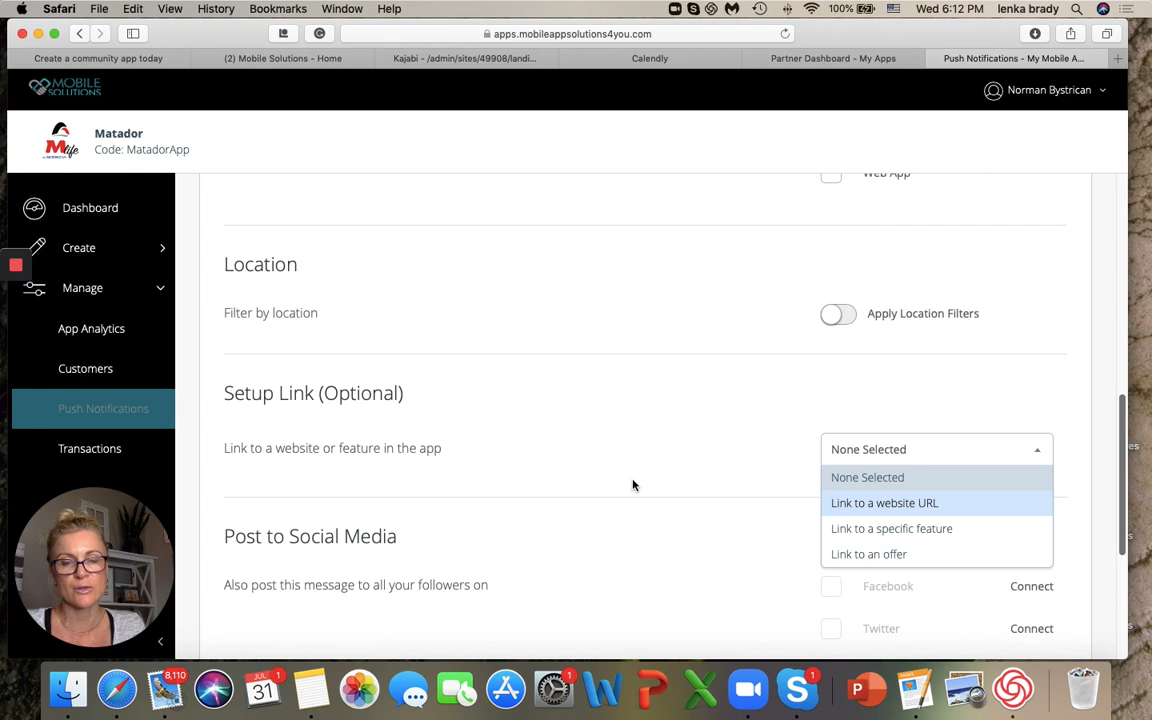 Safari File Edit View History Bookmarks Window Help 100% Wed 6:12 PM lenka brady
apps.mobileappsolutions4you.com
Create a community app today (2) Mobile Solutions - Home Kajabi - /admin/sites/49908/landi... Calendly Partner Dashboard - My Apps Push Notifications - My Mobile A...
MOBILE
SOLUTIONS
Norman Bystrican
Mlife
Matador
Code: MatadorApp
Dashboard
Create
Manage
App Analytics
Customers
Push Notifications
Transactions
Web App
Location
Filter by location
Apply Location Filters
Setup Link (Optional)
Link to a website or feature in the app
None Selected
None Selected
Link to a website URL
Link to a specific feature
Link to an offer
Post to Social Media
Also post this message to all your followers on
Facebook Connect
Twitter Connect
8,110
JUL
31
1
1
1